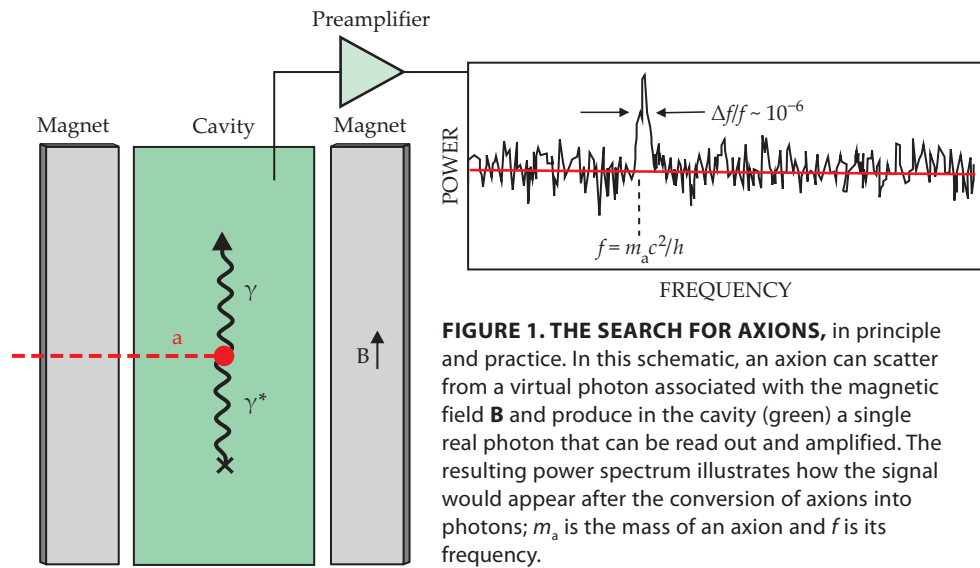 Preamplifier
Magnet
Cavity
Magnet
Δf/f ~ 10⁻⁶
POWER
f = mₐc²/h
FREQUENCY
γ
a
B
γ*
FIGURE 1. THE SEARCH FOR AXIONS, in principle
and practice. In this schematic, an axion can scatter
from a virtual photon associated with the magnetic
field B and produce in the cavity (green) a single
real photon that can be read out and amplified. The
resulting power spectrum illustrates how the signal
would appear after the conversion of axions into
photons; mₐ is the mass of an axion and f is its
frequency.